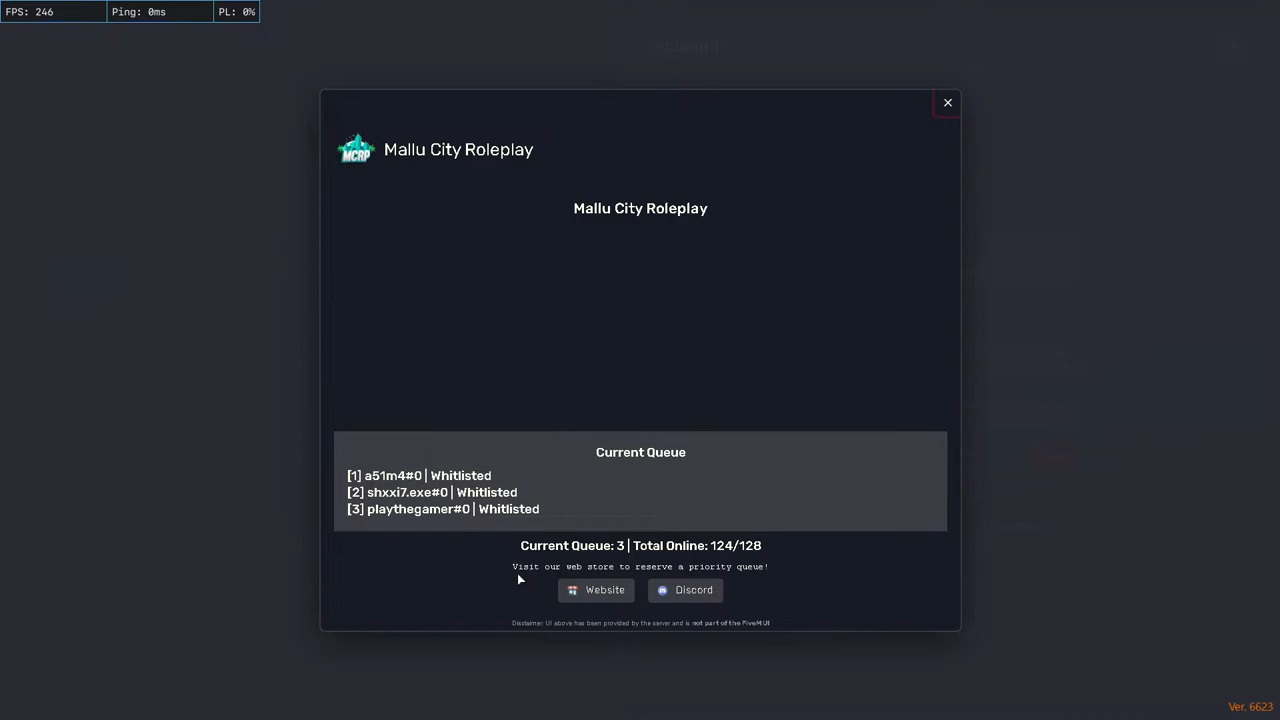 FPS: 246 Ping: 0ms PL: 0%
MCRP Mallu City Roleplay
Mallu City Roleplay
Current Queue
[1] a51m4#0 | Whitlisted
[2] shxxi7.exe#0 | Whitlisted
[3] playthegamer#0 | Whitlisted
Current Queue: 3 | Total Online: 124/128
Visit our web store to reserve a priority queue!
Website Discord
Disclaimer: UI above has been provided by the server and is not part of the FiveM UI
Ver. 6623